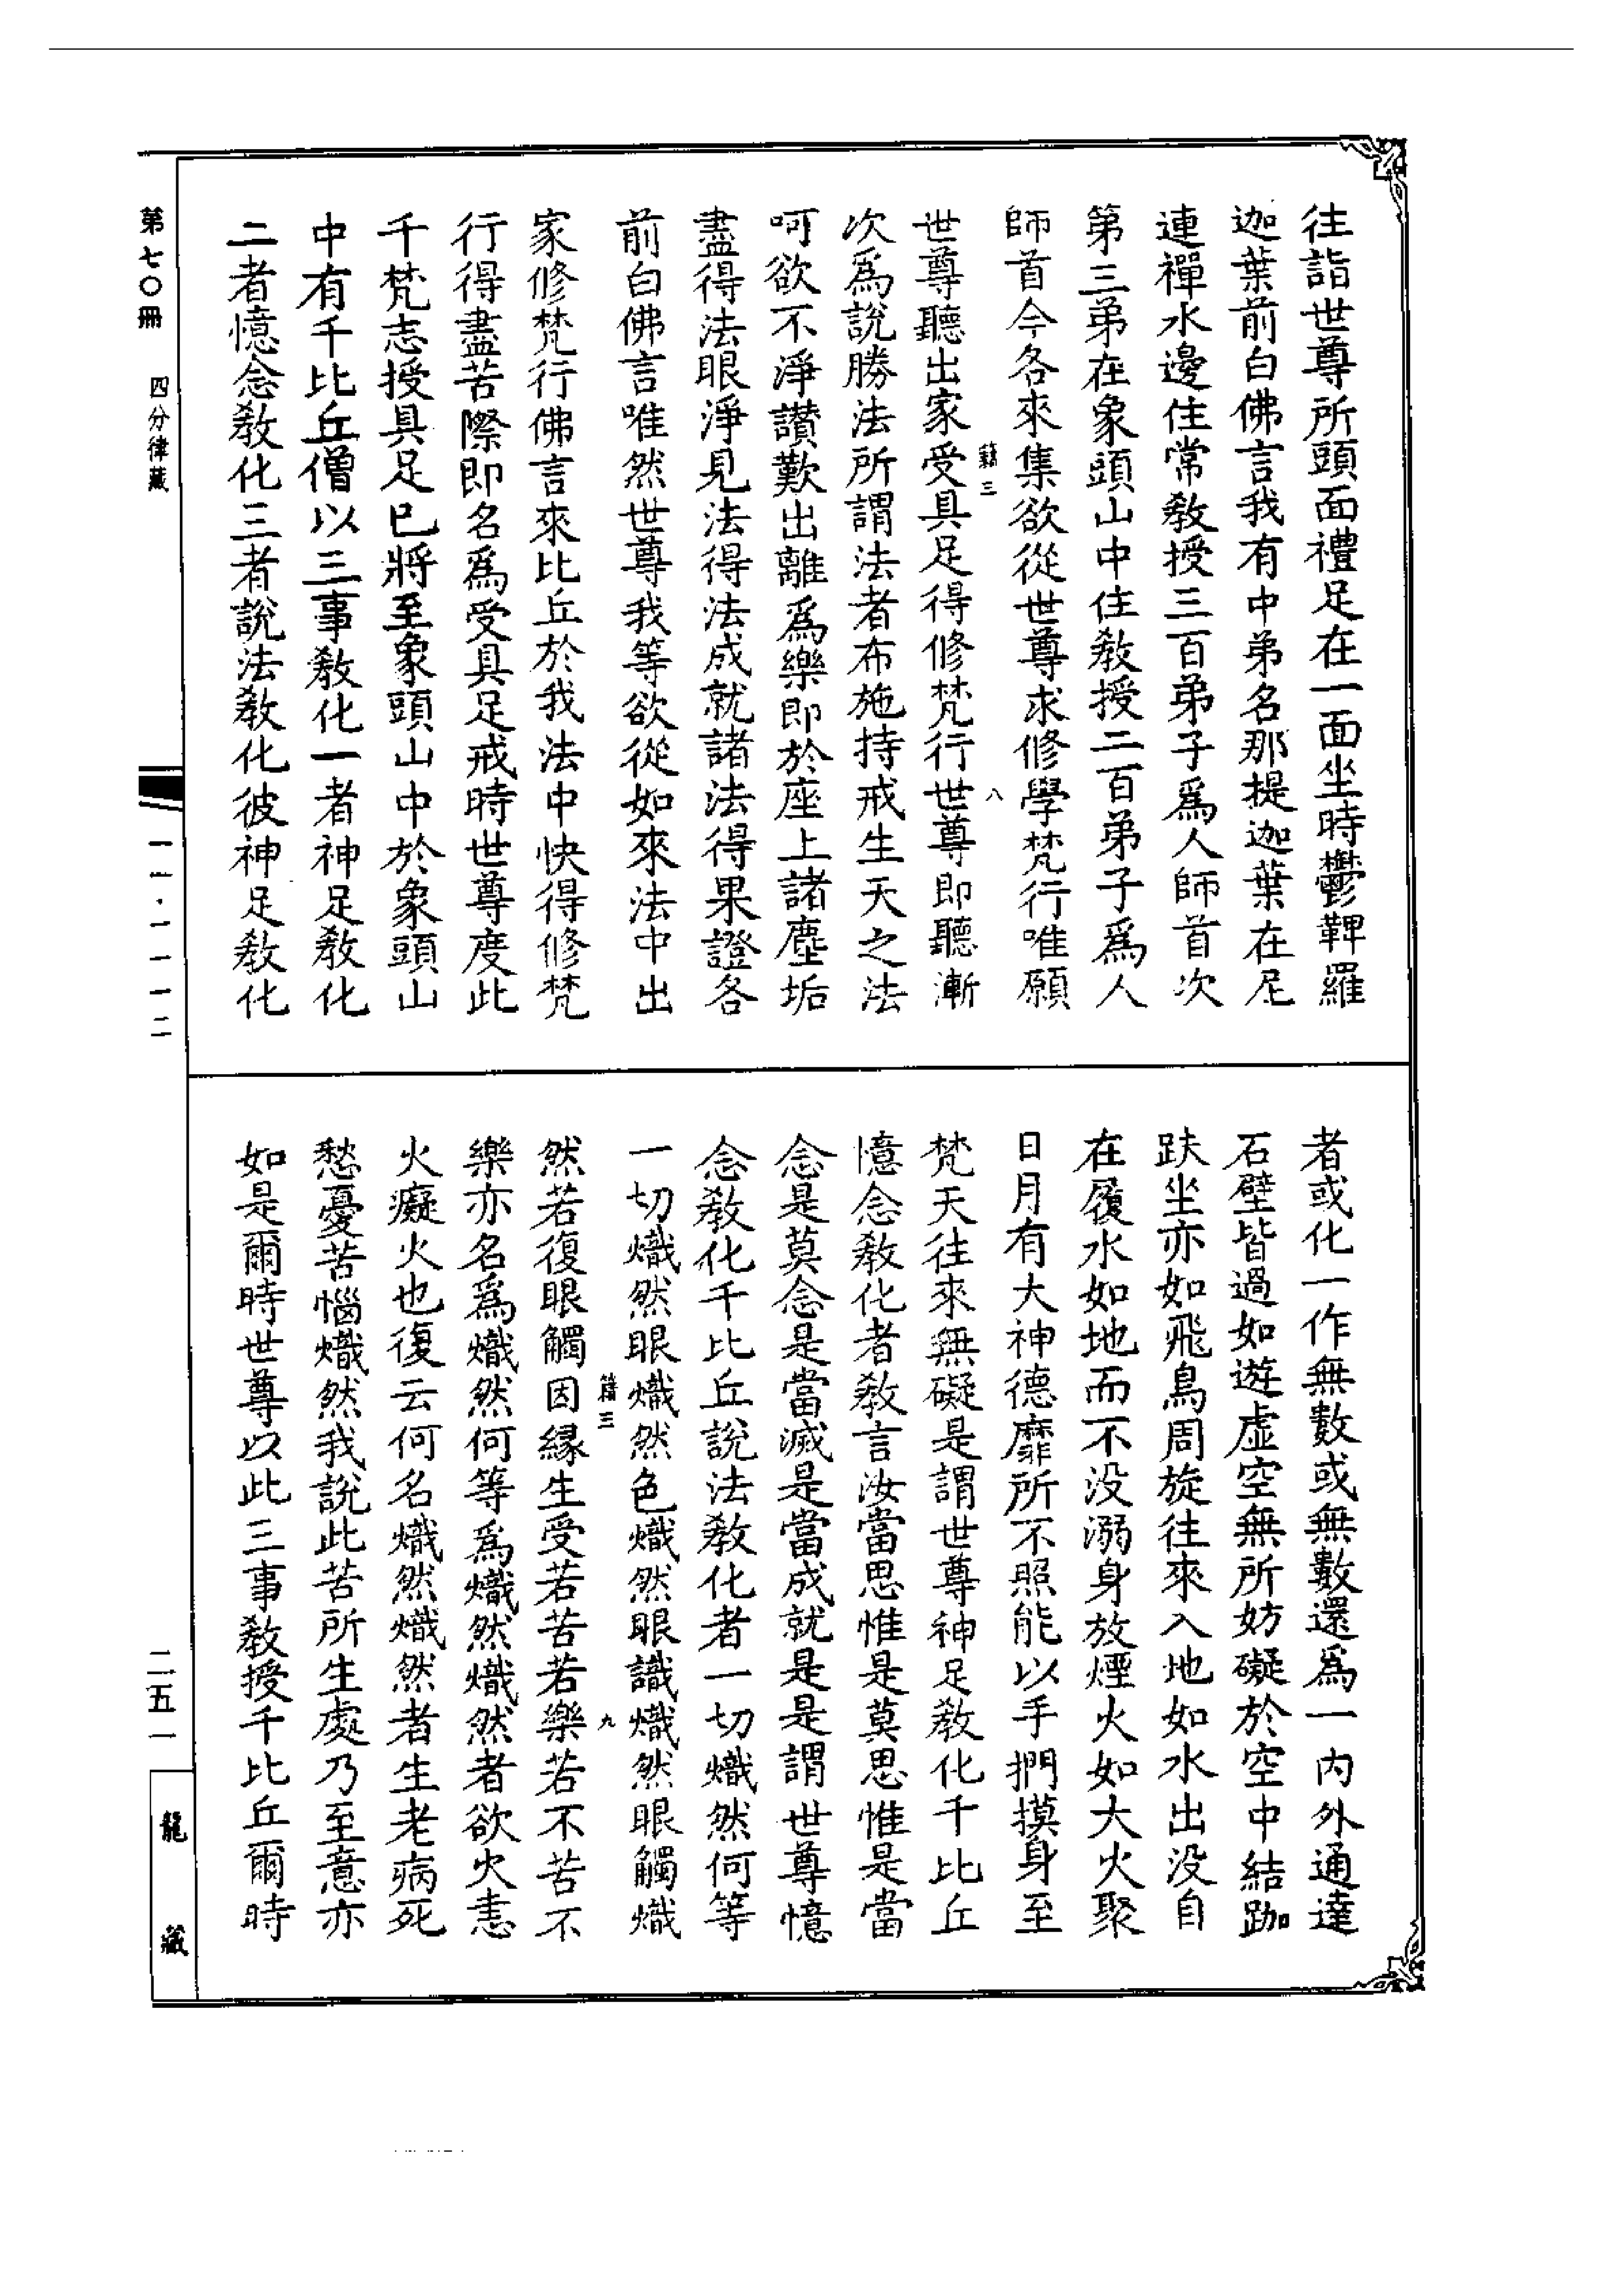 往詣世尊所頭面禮足在一面坐時鬱鞞羅
迦葉前白佛言我有中弟名那提迦葉在尼
連禪水邊住常教授三百弟子爲人師首次
第三弟在象頭山中住教授二百弟子爲人
師首今各來集欲從世尊求修學梵行唯願
籍三
八
世尊聽出家受具足得修梵行世尊即聽漸
次爲說勝法所謂法者布施持戒生天之法
呵欲不淨讚歎出離爲樂即於座上諸塵垢
盡得法眼淨見法得法成就諸法得果證各
前白佛言唯然世尊我等欲從如來法中出
家修梵行佛言來比丘於我法中快得修梵
行得盡苦際即名爲受具足戒時世尊度此
千梵志授具足已將至象頭山中於象頭山
中有千比丘僧以三事教化一者神足教化
二者憶念教化三者說法教化彼神足教化
者或化一作無數或無數還爲一內外通達
石壁皆過如遊虛空無所妨礙於空中結跏
趺坐亦如飛鳥周旋往來入地如水出沒自
在履水如地而不沒溺身放煙火如大火聚
日月有大神德靡所不照能以手捫摸身至
梵天往來無礙是謂世尊神足教化千比丘
憶念教化者教言汝當思惟是莫思惟是當
念是莫念是當滅是當成就是是謂世尊憶
念教化千比丘說法教化者一切熾然何等
一切熾然眼熾然色熾然眼識熾然眼觸熾
籍三
九
然若復眼觸因緣生受若苦若樂若不苦不
樂亦名爲熾然何等爲熾然熾然者欲火恚
火癡火也復云何名熾然熾然者生老病死
愁憂苦惱熾然我說此苦所生處乃至意亦
如是爾時世尊以此三事教授千比丘爾時
第七〇冊
四分律藏
一一·一一一二
二五一
龍藏